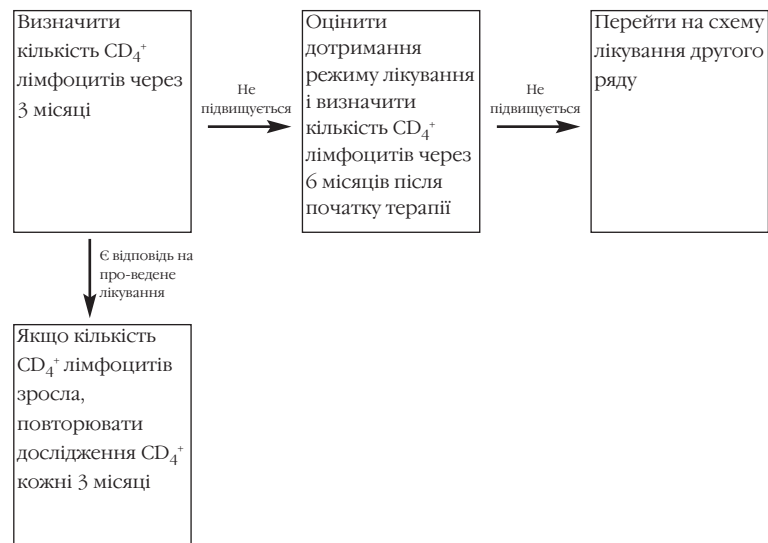 Визначити
кількість CD₄⁺
лімфоцитів через
3 місяці
Не
підвищується
Оцінити
дотримання
режиму лікування
і визначити
кількість CD₄⁺
лімфоцитів через
6 місяців після
початку терапії
Не
підвищується
Перейти на схему
лікування другого
ряду
Є відповідь на
про-ведене
лікування
Якщо кількість
CD₄⁺ лімфоцитів
зросла,
повторювати
дослідження CD₄⁺
кожні 3 місяці